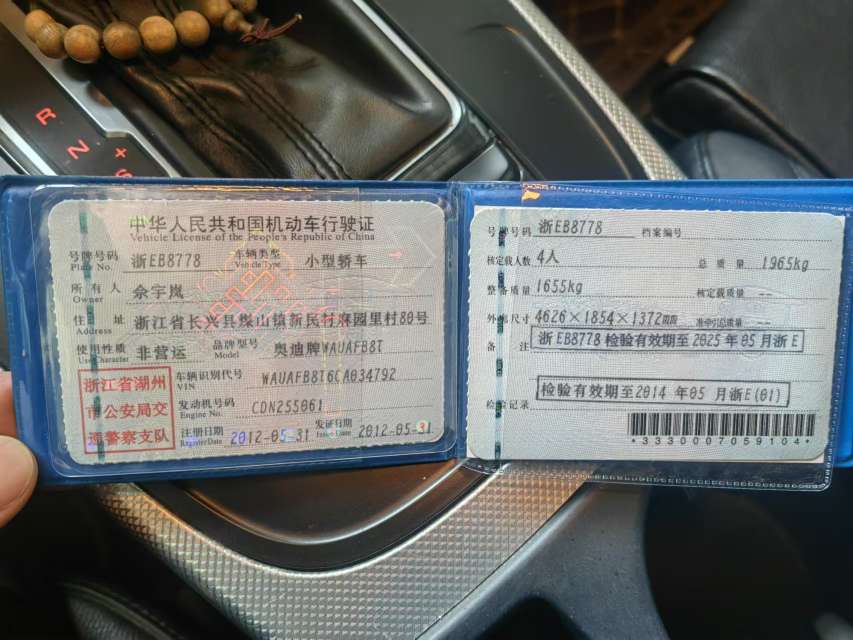 R
N
+
S
中华人民共和国机动车行驶证
Vehicle License of the People's Republic of China
号牌号码 浙EB8778 车辆类型 小型轿车
Plate No. Vehicle Type
所有人 佘宇岚
Owner
住址 浙江省长兴县煤山镇新民村麻园里村80号
Address
使用性质 非营运 品牌型号 奥迪牌WAUAFB8T
Use Character Model
浙江省湖州
市公安局交
通警察支队
车辆识别代号 WAUAFB8T6CA034792
VIN
发动机号码 CDN255061
Engine No.
注册日期 2012-05-31 发证日期 2012-05-31
Register Date Issue Date
号牌号码 浙EB8778 档案编号
核定载人数 4人 总质量 1965kg
整备质量 1655kg 核定载质量 --
外廓尺寸 4626×1854×1372mm 准牵引总质量 --
备注 浙EB8778 检验有效期至2025年05月浙E
检验有效期至2014年05月浙E(01)
检验记录
*3330007059104*